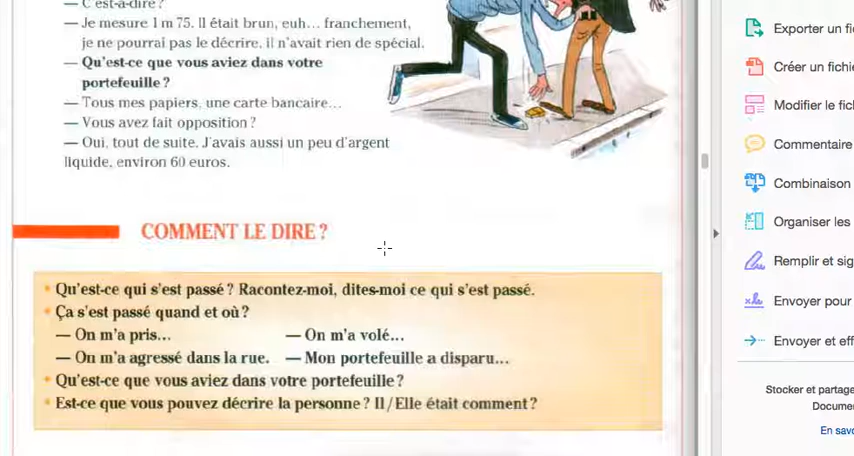 — C'est-à-dire?
— Je mesure 1 m 75. Il était brun, euh... franchement,
je ne pourrai pas le décrire, il n'avait rien de spécial.
— Qu'est-ce que vous aviez dans votre
portefeuille ?
— Tous mes papiers, une carte bancaire...
— Vous avez fait opposition ?
— Oui, tout de suite. J'avais aussi un peu d'argent
liquide, environ 60 euros.
COMMENT LE DIRE ?
• Qu'est-ce qui s'est passé ? Racontez-moi, dites-moi ce qui s'est passé.
• Ça s'est passé quand et où ?
— On m'a pris... — On m'a volé...
— On m'a agressé dans la rue. — Mon portefeuille a disparu...
• Qu'est-ce que vous aviez dans votre portefeuille ?
• Est-ce que vous pouvez décrire la personne ? Il/Elle était comment ?
Exporter un fi
Créer un fichie
Modifier le fich
Commentaire
Combinaison
Organiser les
Remplir et sig
Envoyer pour
Envoyer et eff
Stocker et partage
Docume
En savo